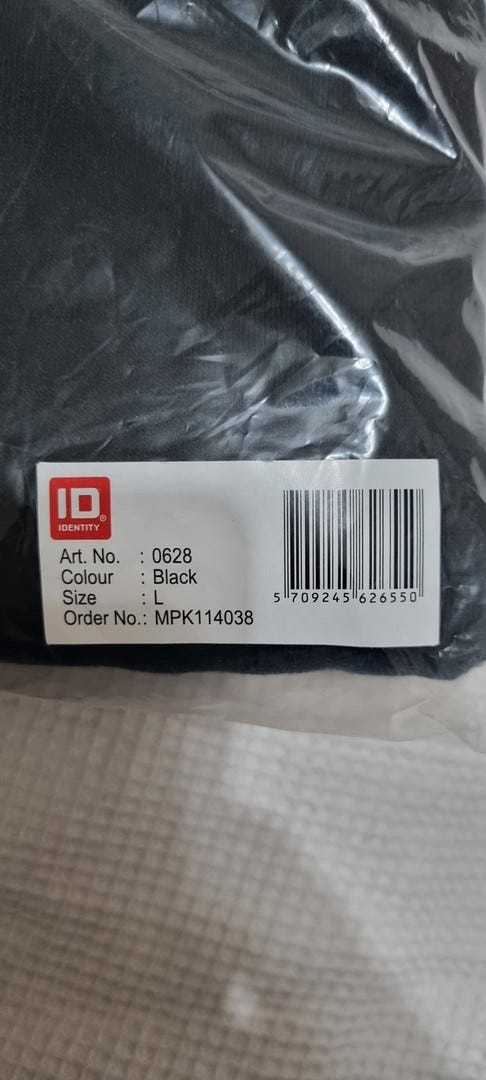 ID®
IDENTITY
Art. No. : 0628
Colour : Black
Size : L
Order No.: MPK114038
5 709245 626550